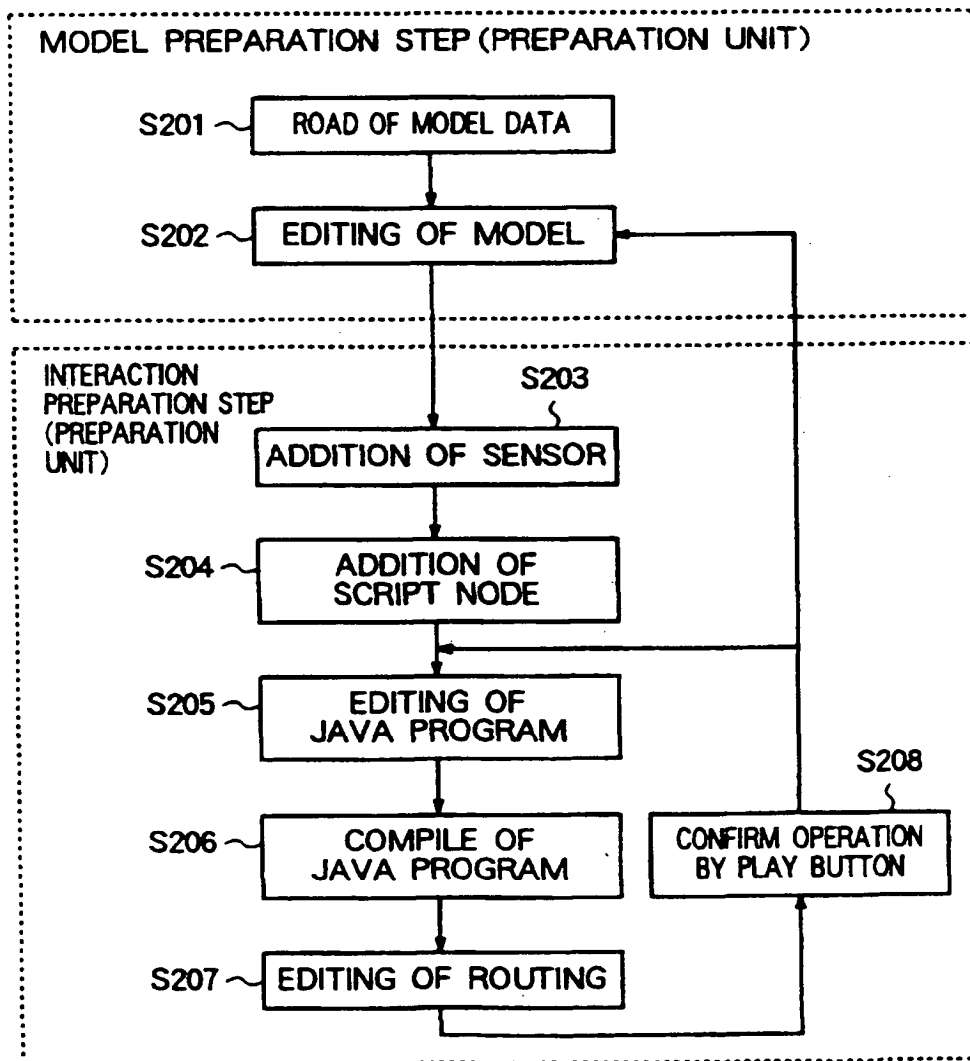 MODEL PREPARATION STEP (PREPARATION UNIT)
S201
ROAD OF MODEL DATA
S202
EDITING OF MODEL
INTERACTION
PREPARATION STEP
(PREPARATION
UNIT)
S203
ADDITION OF SENSOR
S204
ADDITION OF
SCRIPT NODE
S205
EDITING OF
JAVA PROGRAM
S206
COMPILE OF
JAVA PROGRAM
S208
CONFIRM OPERATION
BY PLAY BUTTON
S207
EDITING OF ROUTING